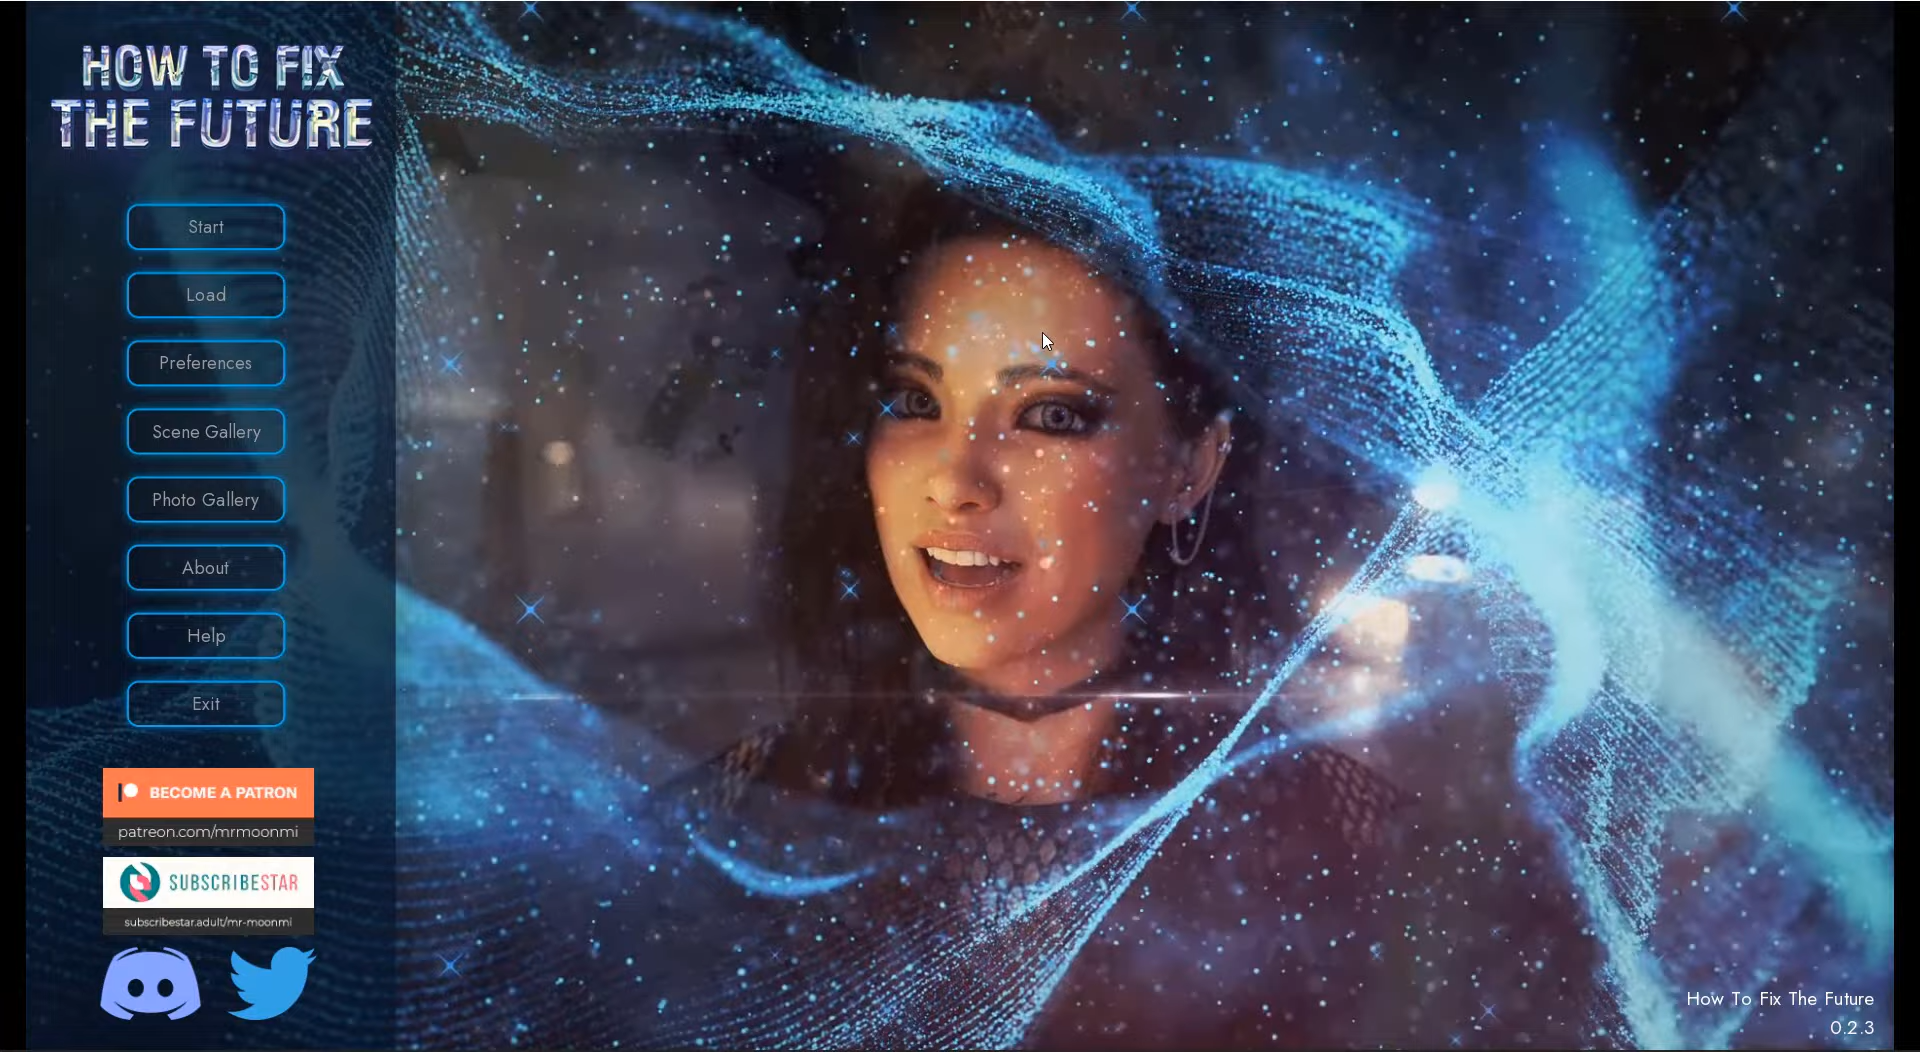 HOW TO FIX
THE FUTURE
Start
Load
Preferences
Scene Gallery
Photo Gallery
About
Help
Exit
BECOME A PATRON
patreon.com/mrmoonmi
SUBSCRIBESTAR
subscribestar.adult/mr-moonmi
How To Fix The Future
0.2.3